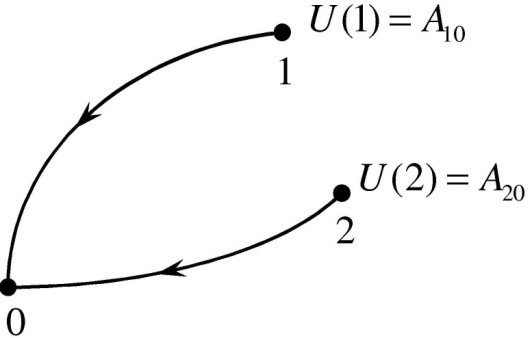 U(1) = A₁₀
1
U(2) = A₂₀
2
0